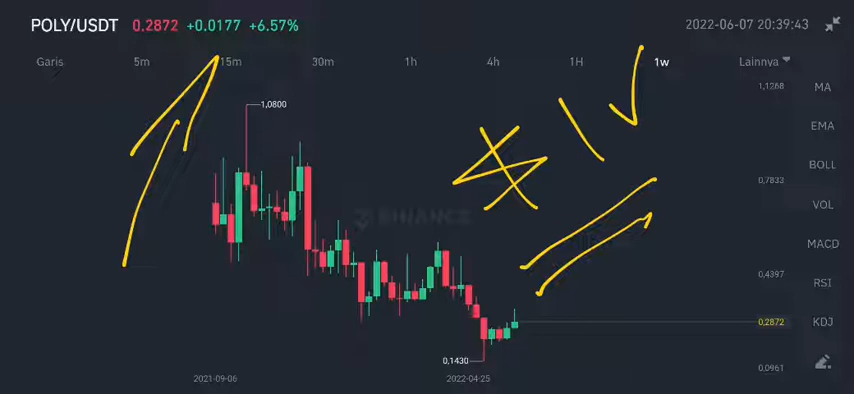 POLY/USDT 0.2872 +0.0177 +6.57% 2022-06-07 20:39:43
Garis 5m 15m 30m 1h 4h 1H 1w Lainnya
1,1268
MA
1,0800
EMA
BOLL
0,7833
VOL
BINANCE
MACD
0,4397
RSI
0,2872
KDJ
0,1430
0,0961
2021-09-06 2022-04-25